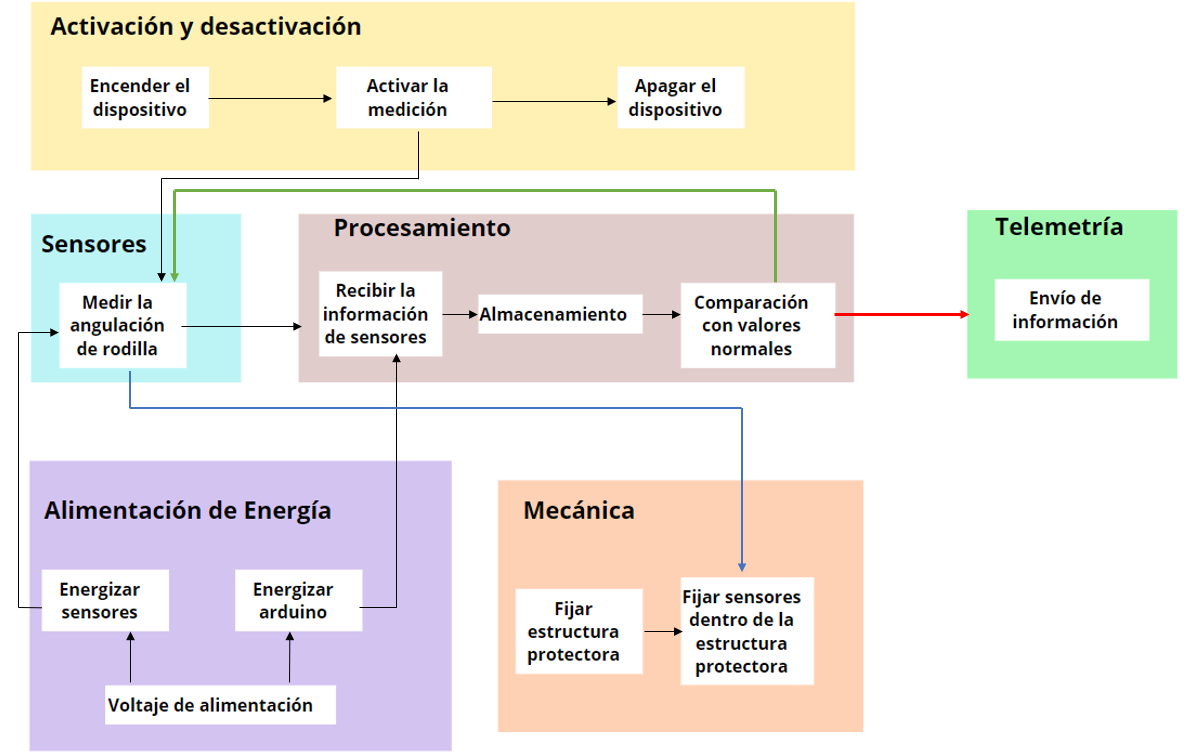 Activación y desactivación
Encender el
dispositivo
Activar la
medición
Apagar el
dispositivo
Sensores
Medir la
angulación
de rodilla
Procesamiento
Recibir la
información
de sensores
Almacenamiento
Comparación
con valores
normales
Telemetría
Envío de
información
Alimentación de Energía
Energizar
sensores
Energizar
arduino
Voltaje de alimentación
Mecánica
Fijar
estructura
protectora
Fijar sensores
dentro de la
estructura
protectora